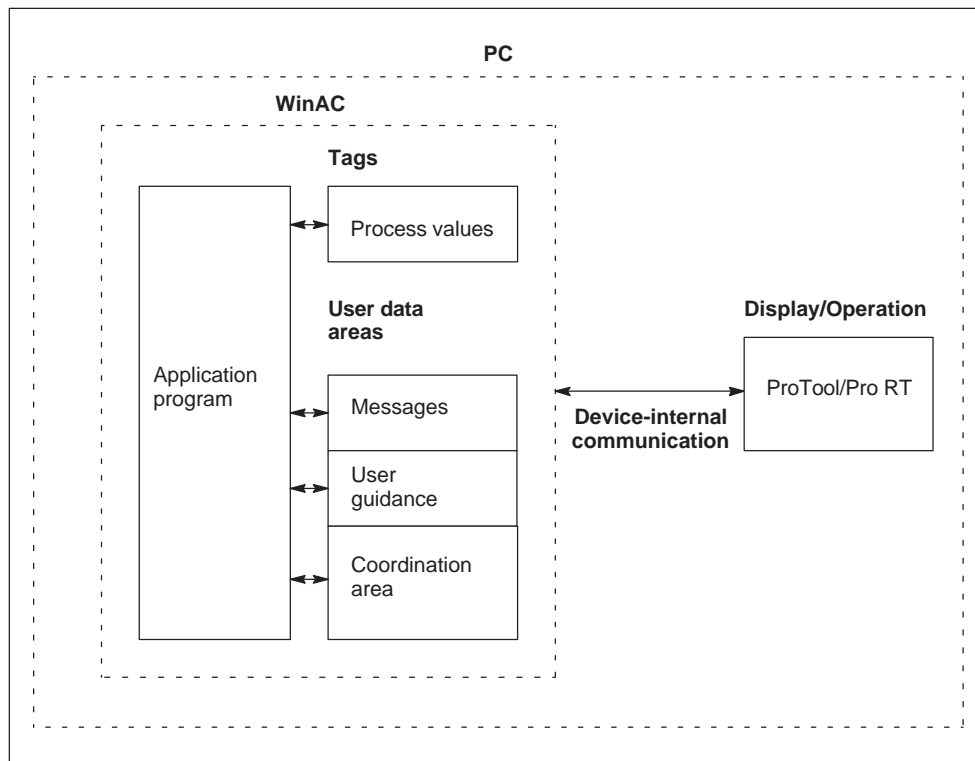 PC
WinAC
Tags
Process values
User data
areas
Application
program
Messages
User
guidance
Coordination
area
Device-internal
communication
Display/Operation
ProTool/Pro RT